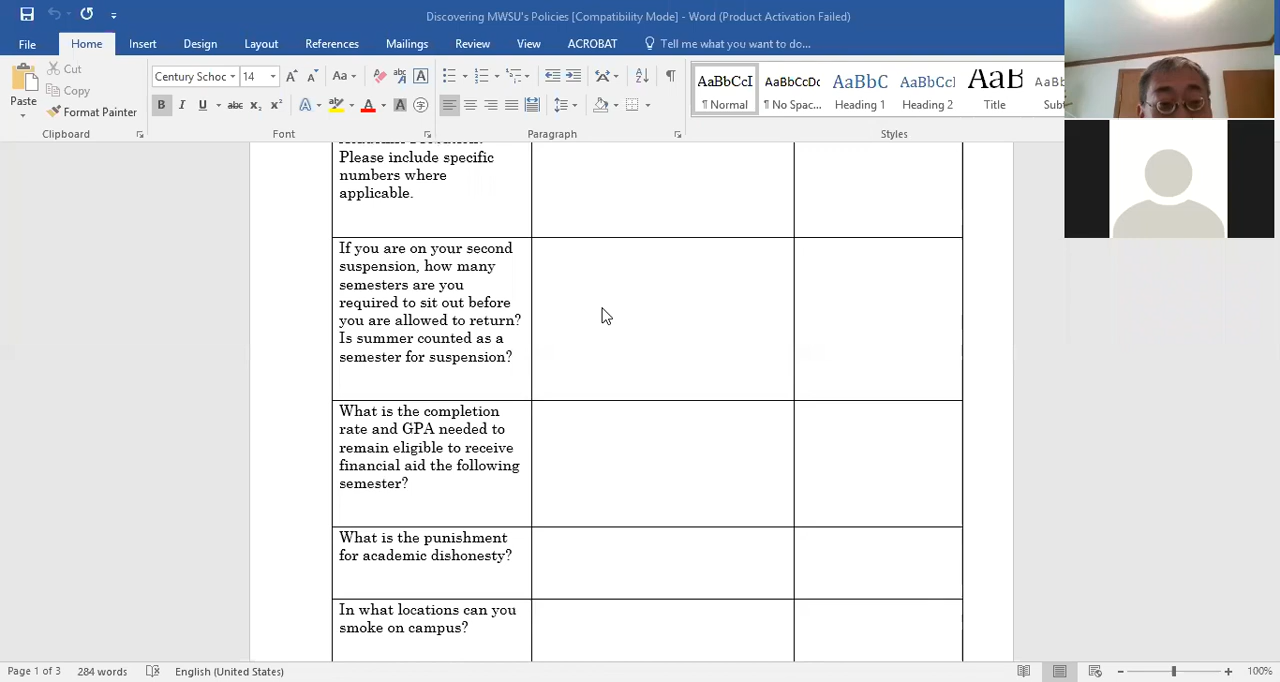 Discovering MWSU's Policies [Compatibility Mode] - Word (Product Activation Failed)
File Home Insert Design Layout References Mailings Review View ACROBAT Tell me what you want to do...
Cut
Copy
Format Painter
Paste
Clipboard
Century Schoc 14
Font
Paragraph
AaBbCcI AaBbCcDc AaBbC AaBbCcI AaB AaBb
¶ Normal ¶ No Spac... Heading 1 Heading 2 Title Subt
Styles
Please include specific
numbers where
applicable.
If you are on your second
suspension, how many
semesters are you
required to sit out before
you are allowed to return?
Is summer counted as a
semester for suspension?
What is the completion
rate and GPA needed to
remain eligible to receive
financial aid the following
semester?
What is the punishment
for academic dishonesty?
In what locations can you
smoke on campus?
Page 1 of 3 284 words English (United States) 100%